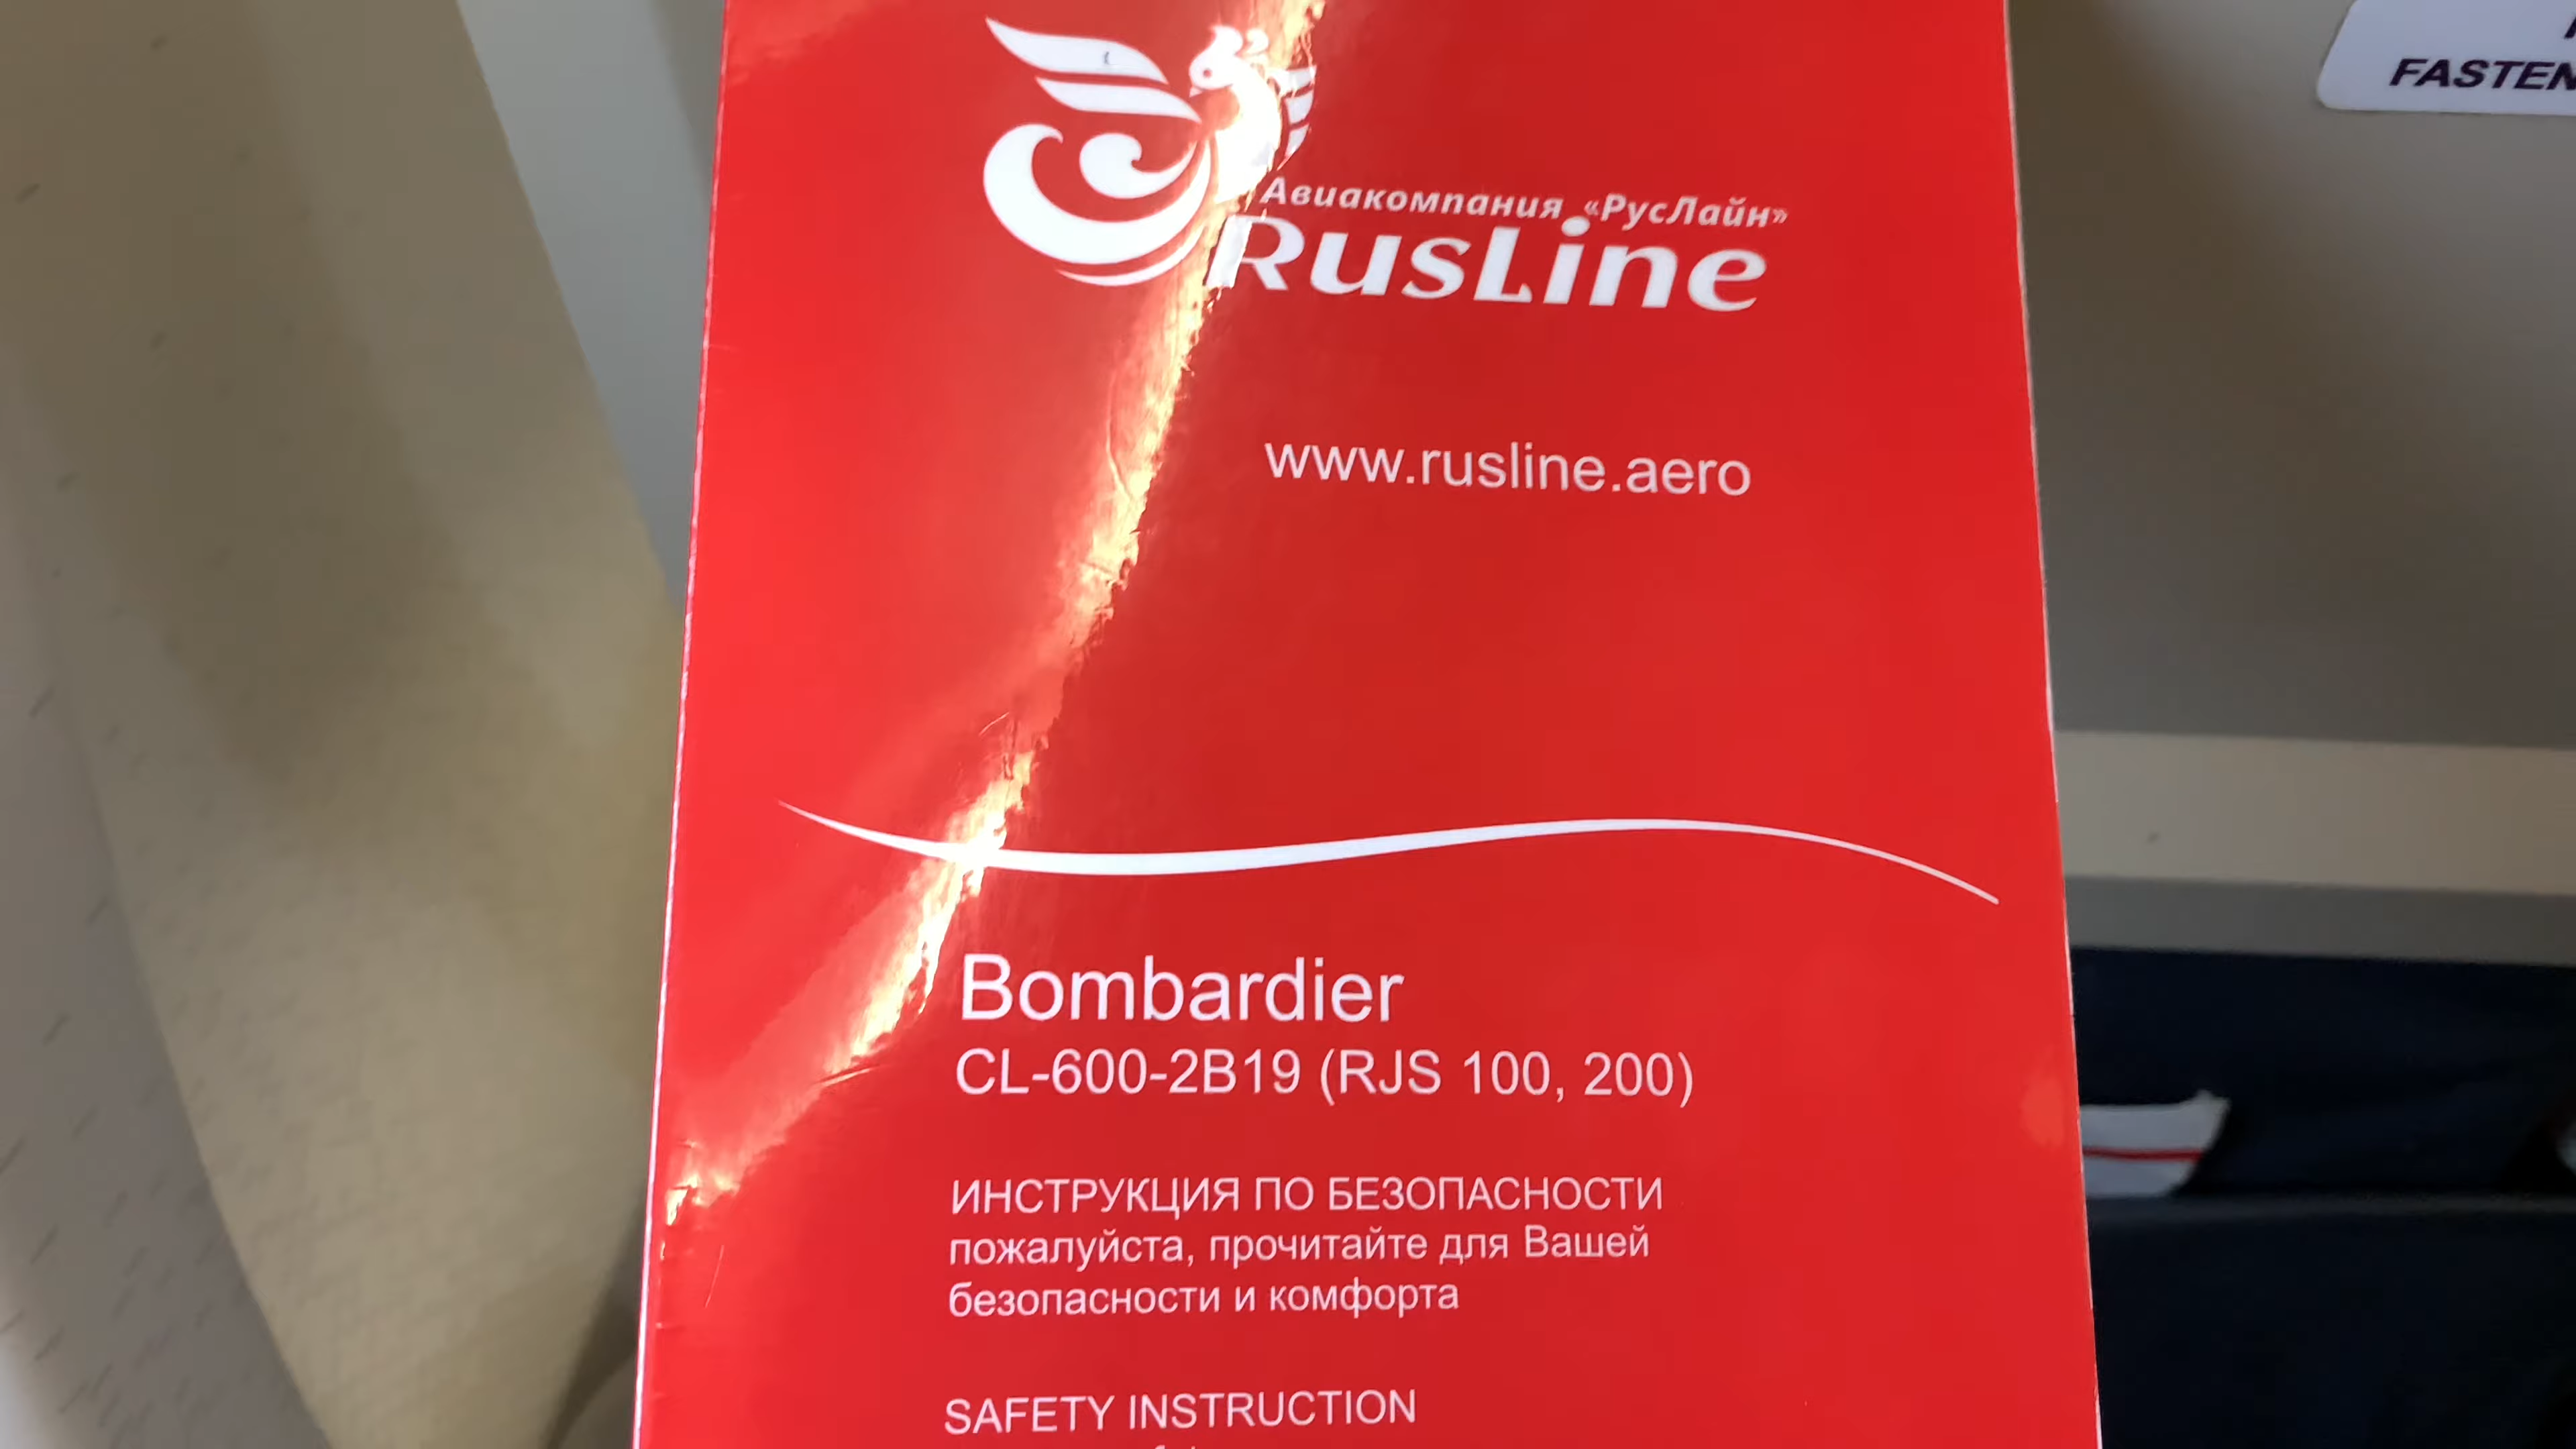 Авиакомпания «РусЛайн»
RusLine
www.rusline.aero
FASTEN
Bombardier
CL-600-2B19 (RJS 100, 200)
ИНСТРУКЦИЯ ПО БЕЗОПАСНОСТИ
пожалуйста, прочитайте для Вашей
безопасности и комфорта
SAFETY INSTRUCTION